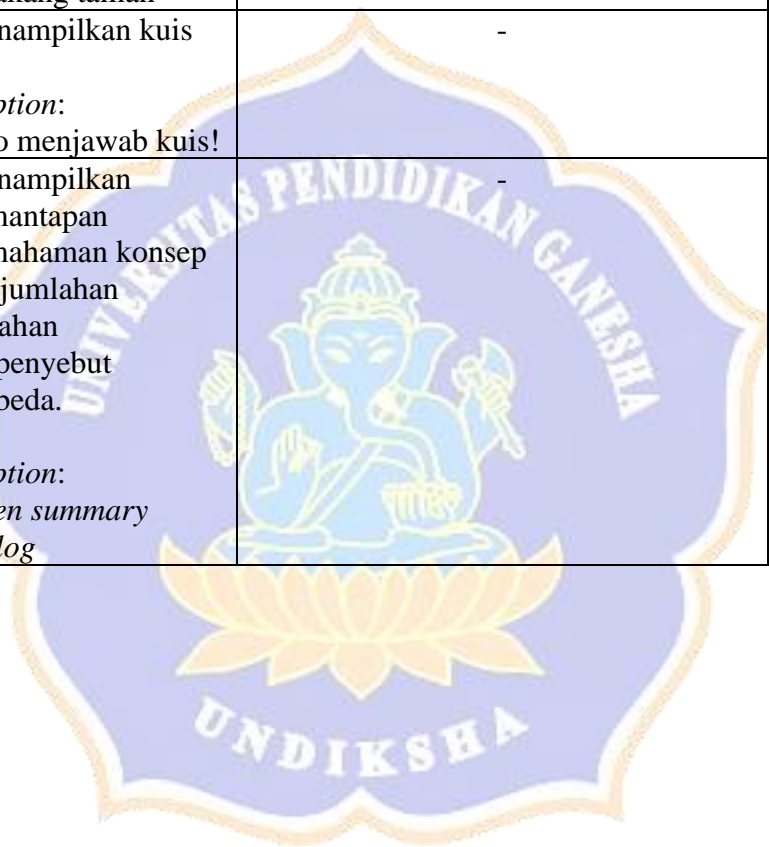 nampilkan kuis
-
ption:
o menjawab kuis!
nampilkan
-
nantapan
nahaman konsep
jumlahan
ahan
penyebut
beda.
ption:
en summary
log
UNIVERSITAS PENDIDIKAN GANESHA
UNDIKSHA